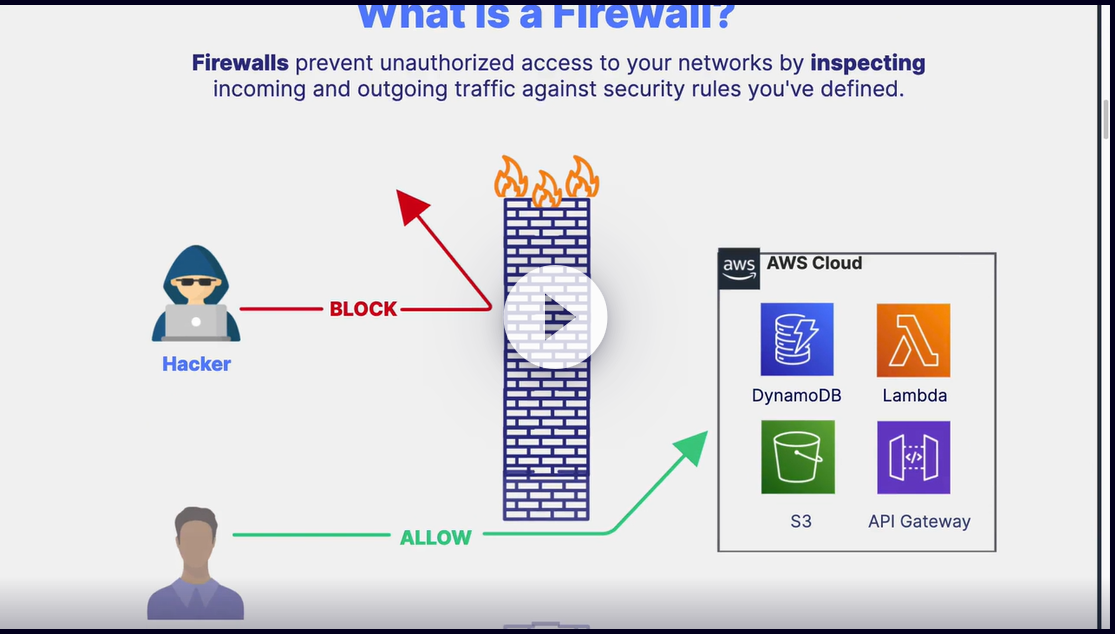 What is a Firewall?
Firewalls prevent unauthorized access to your networks by inspecting
incoming and outgoing traffic against security rules you've defined.
aws AWS Cloud
BLOCK
Hacker
DynamoDB Lambda
S3 API Gateway
ALLOW